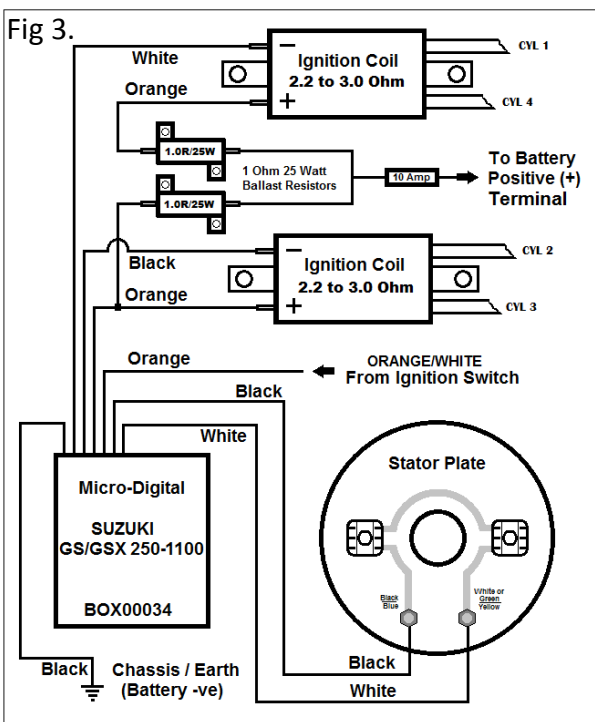 Fig 3.
White
Orange
−
Ignition Coil
2.2 to 3.0 Ohm
+
CYL 1
CYL 4
1.0R/25W
1.0R/25W
1 Ohm 25 Watt
Ballast Resistors
10 Amp
To Battery
Positive (+)
Terminal
Black
Orange
−
Ignition Coil
2.2 to 3.0 Ohm
+
CYL 2
CYL 3
Orange
ORANGE/WHITE
From Ignition Switch
Black
White
Micro-Digital
SUZUKI
GS/GSX 250-1100
BOX00034
Stator Plate
Black
Blue
White or
Green
Yellow
Black
White
Black
Chassis / Earth
(Battery -ve)